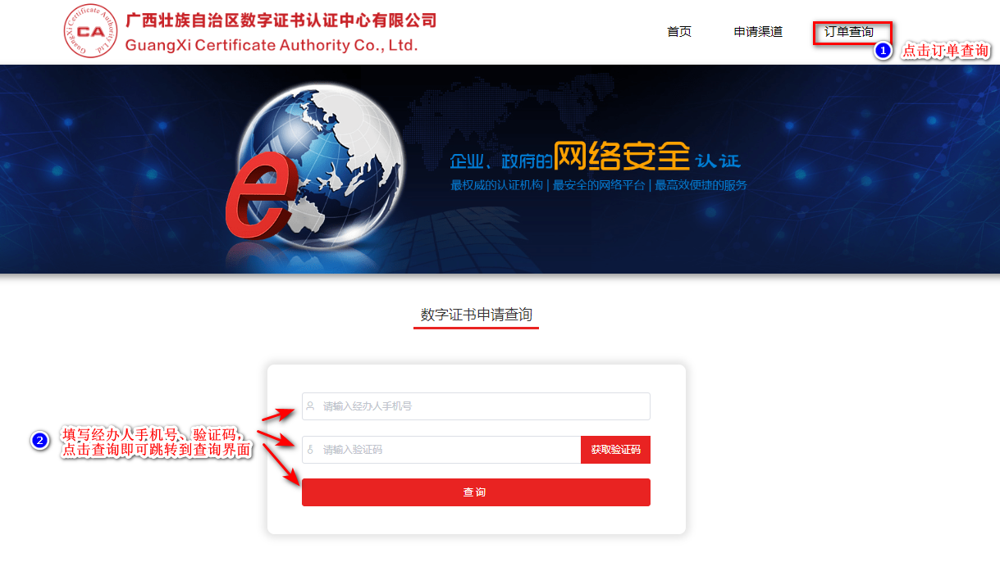 广西壮族自治区数字证书认证中心有限公司
GuangXi Certificate Authority Co., Ltd.
GuangXi Certificate Authority Ltd.
CA
首页
申请渠道
订单查询
1
点击订单查询
e
企业、政府的网络安全认证
最权威的认证机构 | 最安全的网络平台 | 最高效便捷的服务
数字证书申请查询
请输入经办人手机号
2
填写经办人手机号、验证码,
点击查询即可跳转到查询界面
请输入验证码
获取验证码
查 询